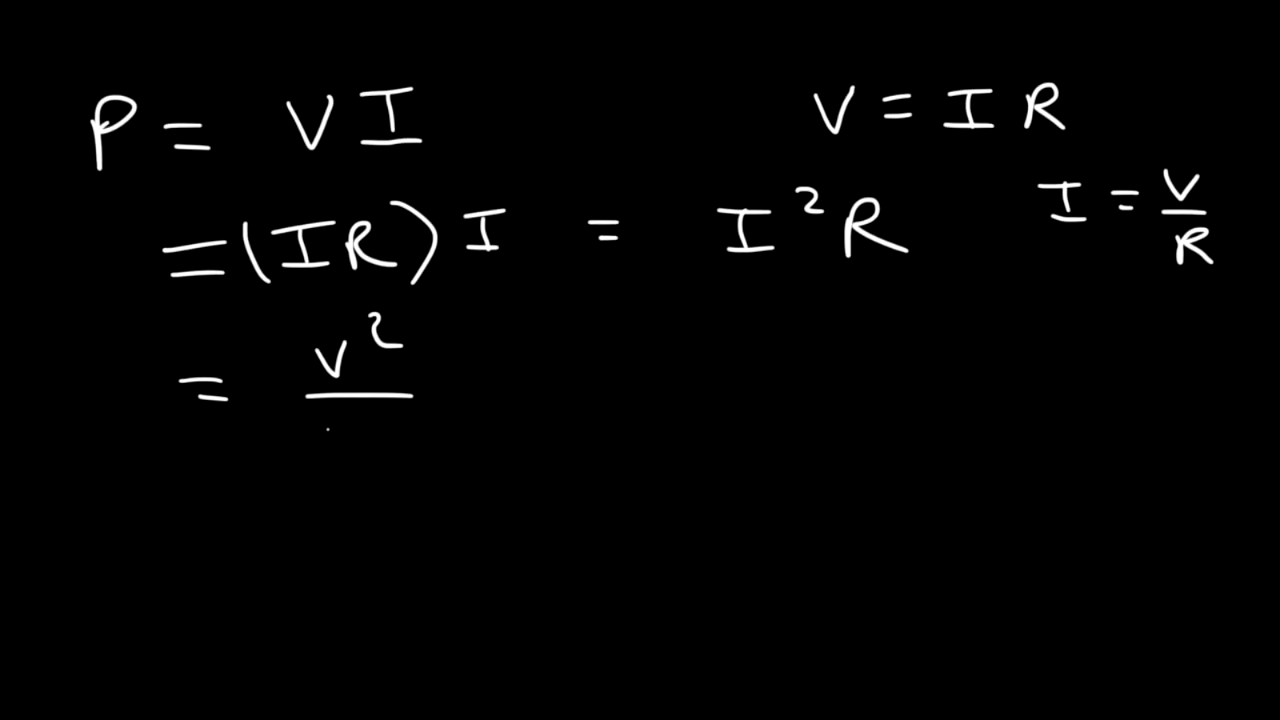 P = VI
V = IR
= (IR) I = I²R
I = V/R
= V²/